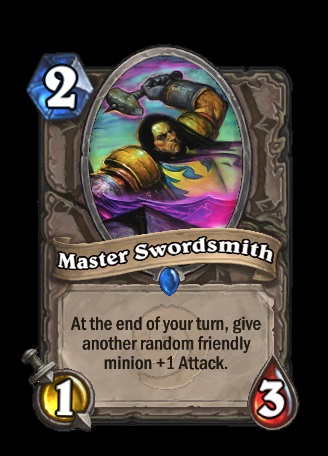 2
Master Swordsmith
At the end of your turn, give
another random friendly
minion +1 Attack.
1
3